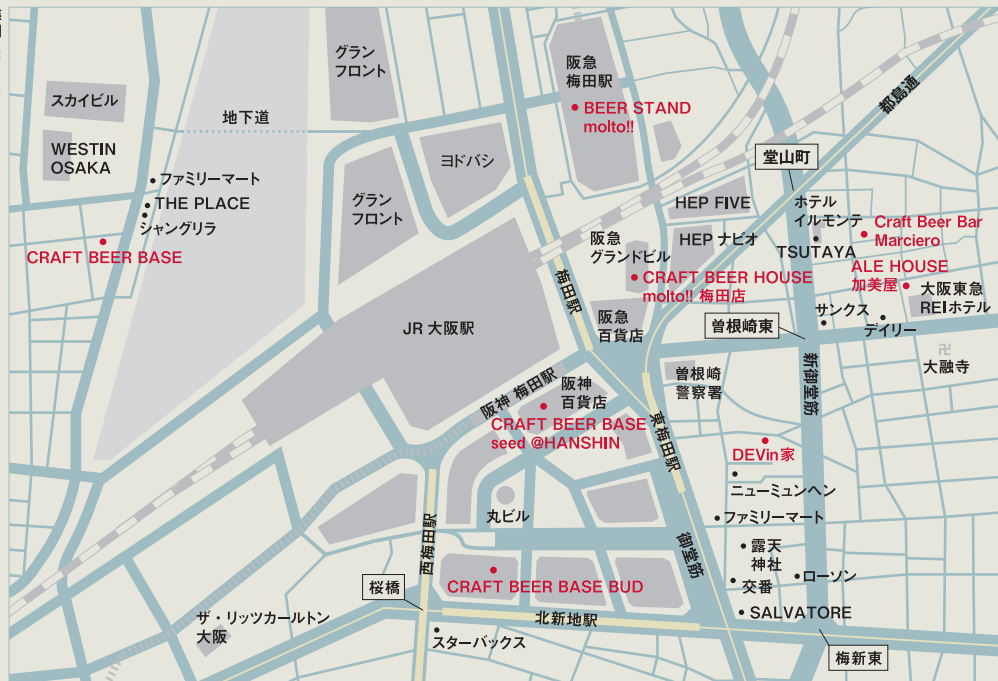 グラン
フロント
阪急
梅田駅
BEER STAND
molto!!
スカイビル
地下道
都島通
WESTIN
OSAKA
ヨドバシ
堂山町
ファミリーマート
THE PLACE
シャングリラ
グラン
フロント
HEP FIVE
ホテル
イルモンテ
Craft Beer Bar
Marciero
CRAFT BEER BASE
阪急
グランドビル
HEP ナビオ
TSUTAYA
梅田駅
CRAFT BEER HOUSE
molto!! 梅田店
ALE HOUSE
加美屋
大阪東急
REIホテル
JR 大阪駅
阪急
百貨店
曽根崎東
サンクス
デイリー
卍
大融寺
新御堂筋
阪神 梅田駅
阪神
百貨店
曽根崎
警察署
CRAFT BEER BASE
seed @HANSHIN
東梅田駅
DEVin家
ニューミュンヘン
丸ビル
ファミリーマート
西梅田駅
御堂筋
露天
神社
交番
ローソン
桜橋
CRAFT BEER BASE BUD
ザ・リッツカールトン
大阪
北新地駅
SALVATORE
スターバックス
梅新東